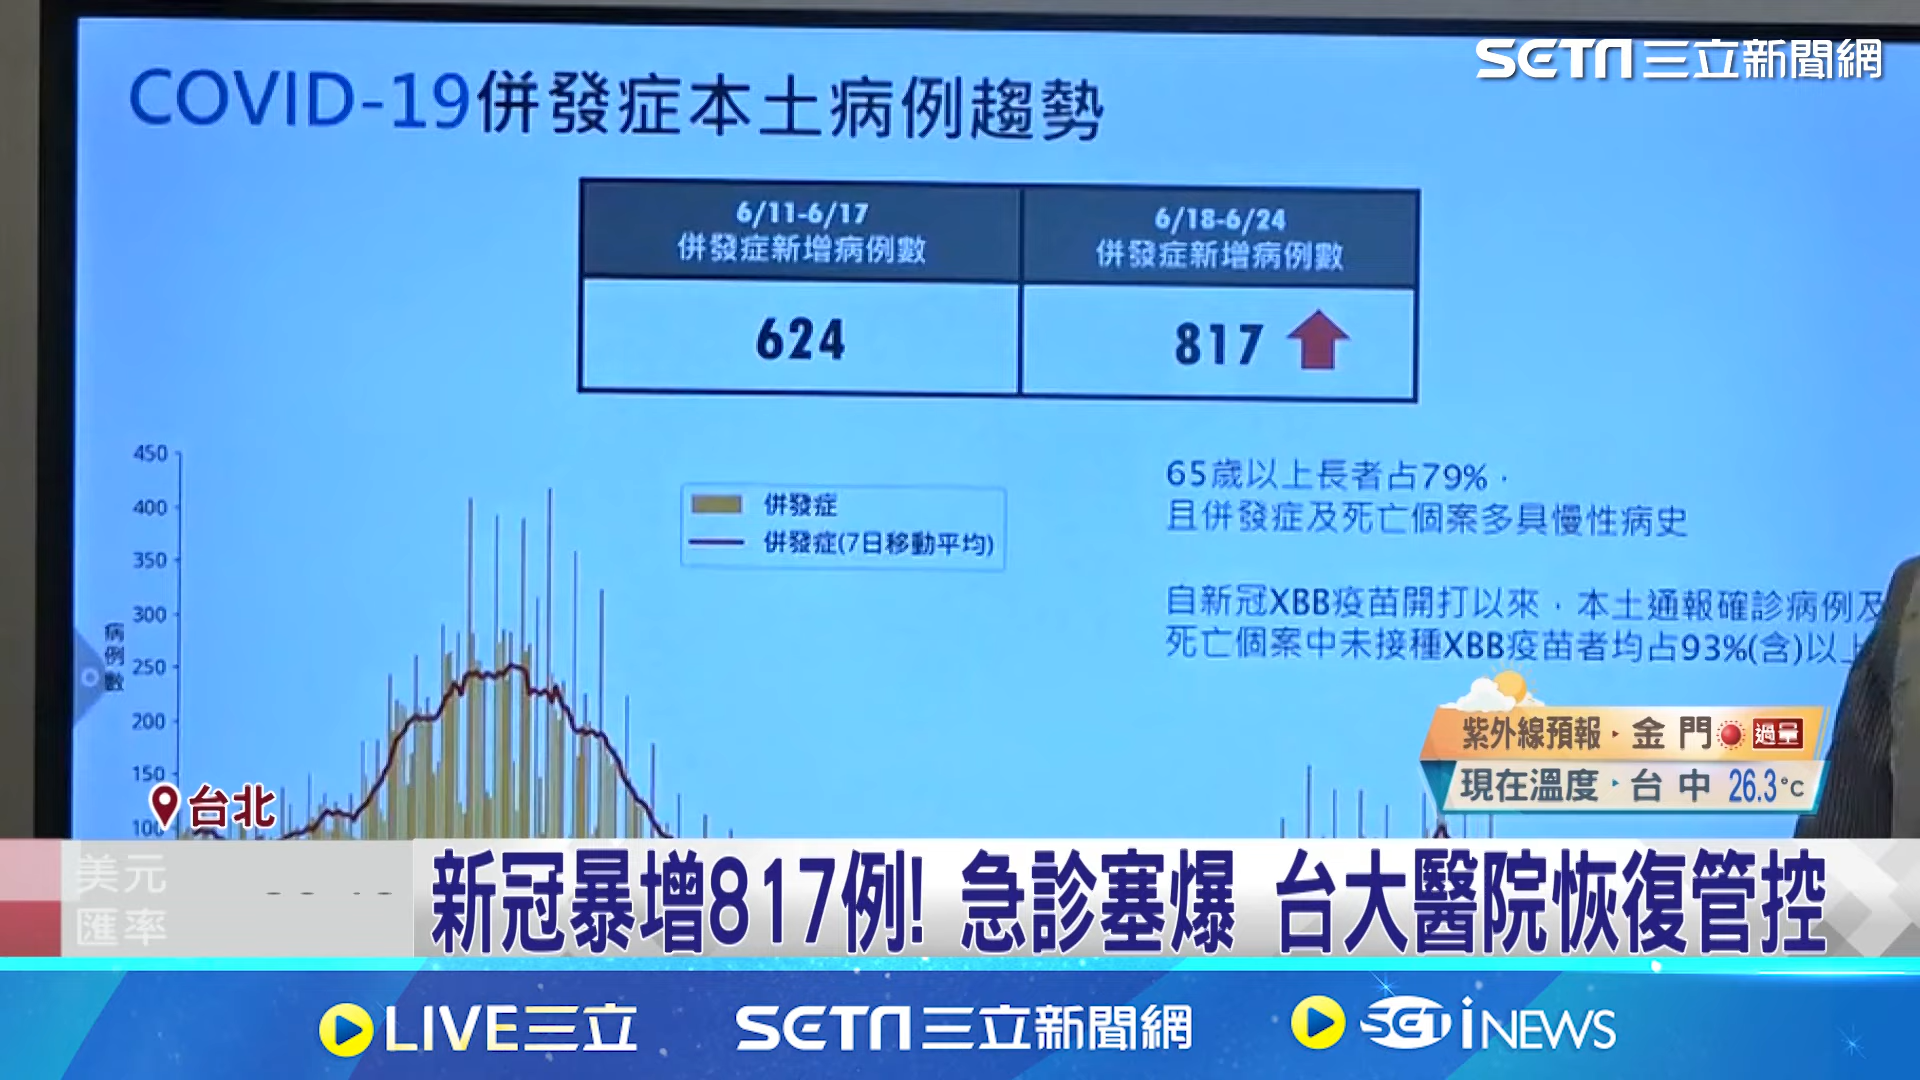 SETN三立新聞網
COVID-19併發症本土病例趨勢
6/11-6/17
併發症新增病例數
6/18-6/24
併發症新增病例數
624
817
450
400
350
300
250
200
150
100
病例數
併發症
併發症(7日移動平均)
65歲以上長者占79%，
且併發症及死亡個案多具慢性病史
自新冠XBB疫苗開打以來，本土通報確診病例及
死亡個案中未接種XBB疫苗者均占93%(含)以上
紫外線預報・金門 過量
現在溫度・台中 26.3°C
台北
美元
匯率
新冠暴增817例! 急診塞爆 台大醫院恢復管控
LIVE三立
SETN三立新聞網
SET iNEWS